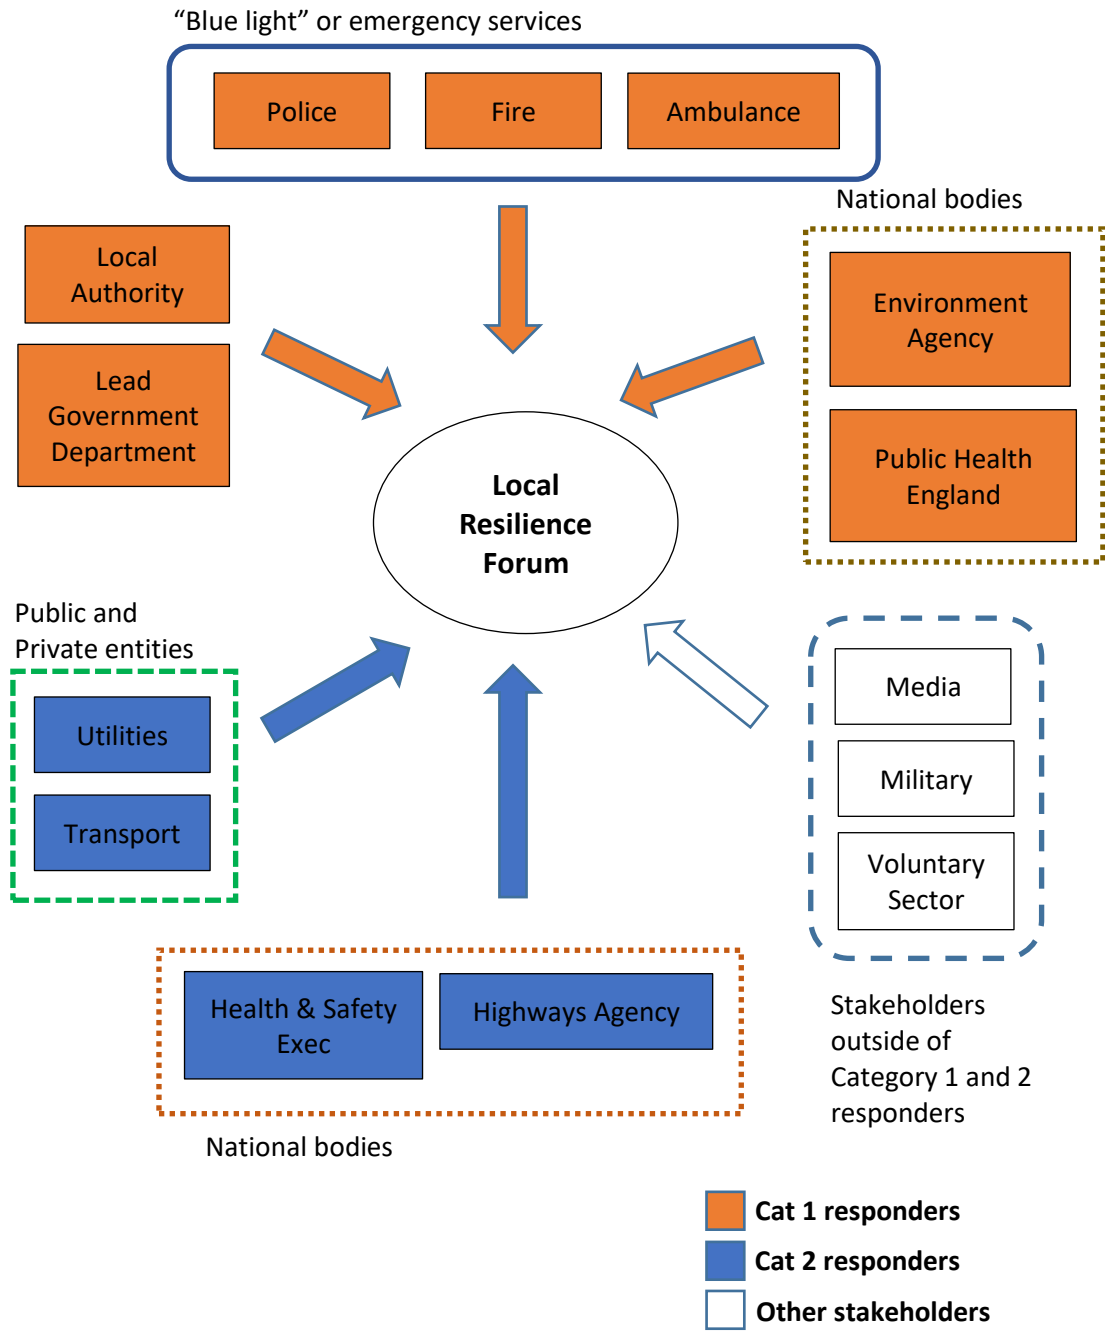 “Blue light” or emergency services
Police
Fire
Ambulance
National bodies
Local
Authority
Environment
Agency
Lead
Government
Department
Public Health
England
Local
Resilience
Forum
Public and
Private entities
Utilities
Transport
Media
Military
Voluntary
Sector
Health & Safety
Exec
Highways Agency
National bodies
Stakeholders
outside of
Category 1 and 2
responders
Cat 1 responders
Cat 2 responders
Other stakeholders